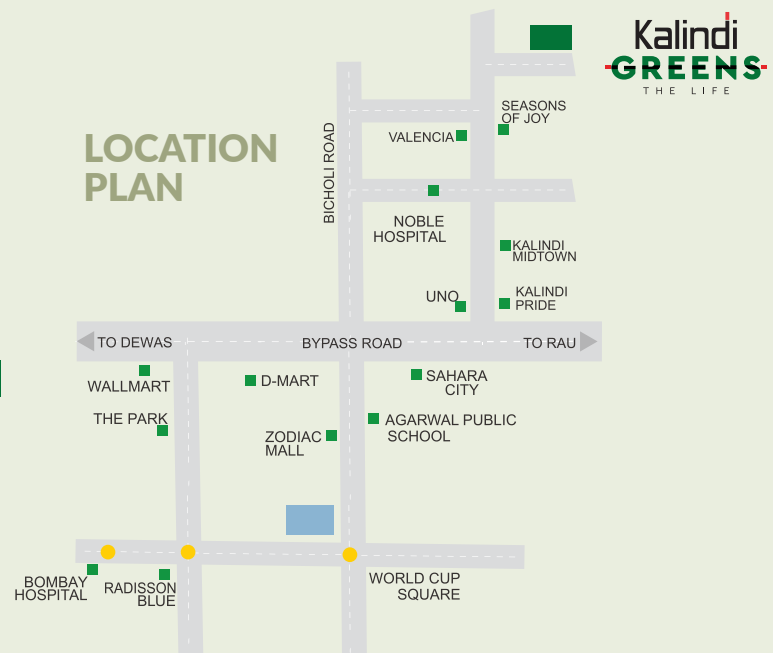 Kalindi
GREENS
THE LIFE
LOCATION
PLAN
BICHOLI ROAD
SEASONS
OF JOY
VALENCIA
NOBLE
HOSPITAL
KALINDI
MIDTOWN
UNO
KALINDI
PRIDE
TO DEWAS
BYPASS ROAD
TO RAU
WALLMART
D-MART
SAHARA
CITY
THE PARK
AGARWAL PUBLIC
SCHOOL
ZODIAC
MALL
BOMBAY
HOSPITAL
RADISSON
BLUE
WORLD CUP
SQUARE